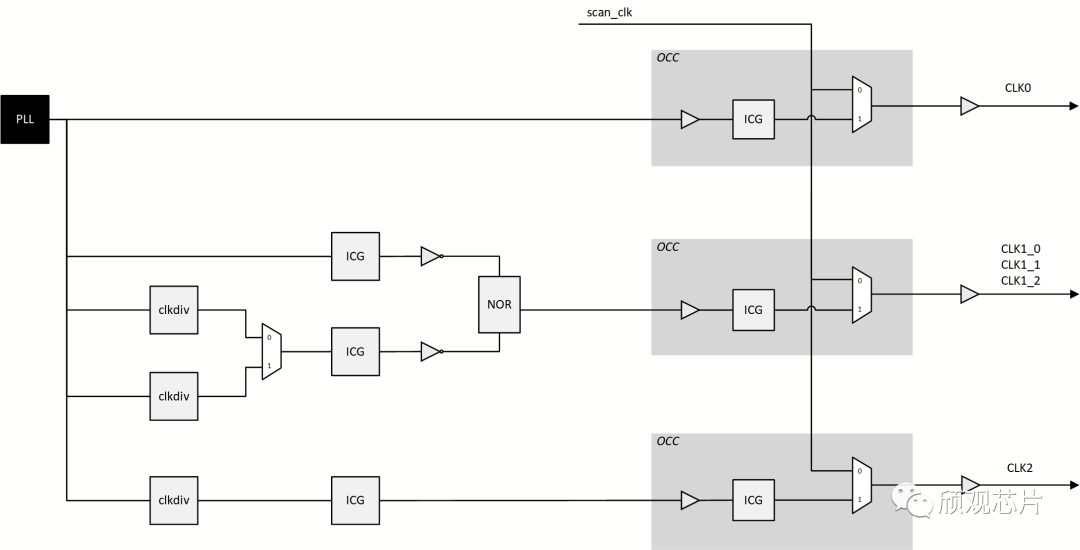 scan_clk
OCC
PLL
ICG
0
1
CLK0
ICG
clkdiv
0
1
clkdiv
ICG
NOR
OCC
ICG
0
1
CLK1_0
CLK1_1
CLK1_2
clkdiv
ICG
OCC
ICG
0
1
CLK2
颀观芯片